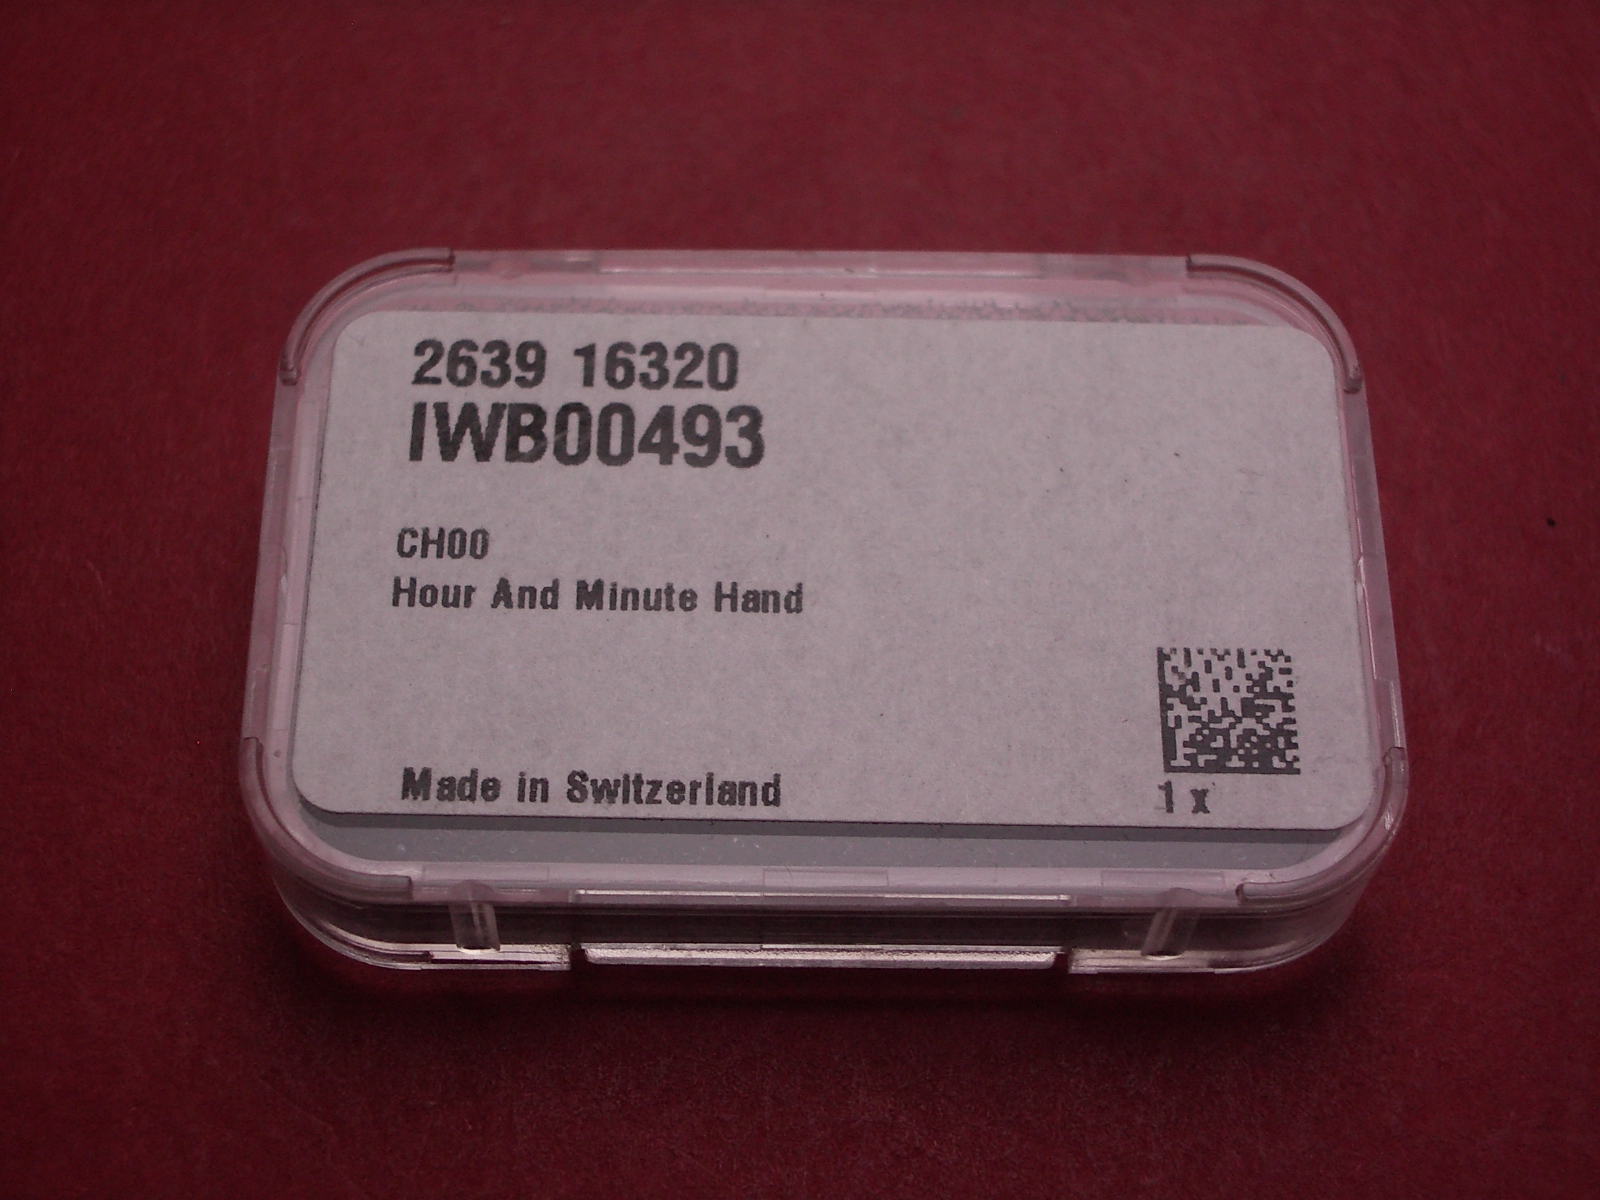 2639 16320
IWB00493
CH00
Hour And Minute Hand
Made in Switzerland
1 x